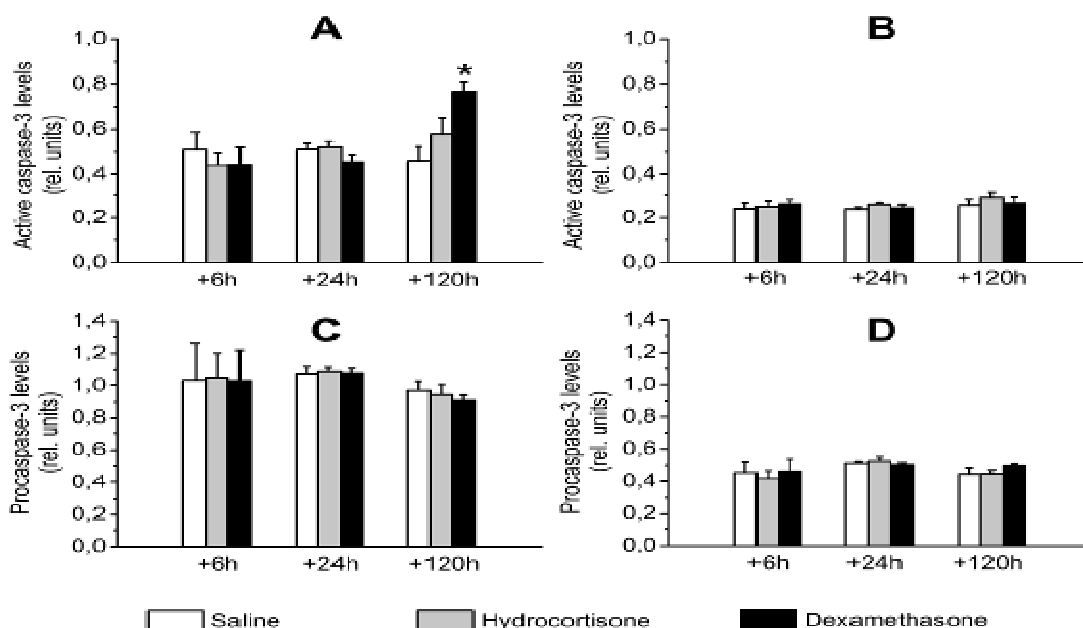 A
B
Active caspase-3 levels
(rel. units)
1,0
0,8
0,6
0,4
0,2
0,0
*
+6h
+24h
+120h
Active caspase-3 levels
(rel. units)
1,0
0,8
0,6
0,4
0,2
0,0
+6h
+24h
+120h
C
D
Procaspase-3 levels
(rel. units)
1,4
1,2
1,0
0,8
0,6
0,4
0,2
0,0
+6h
+24h
+120h
Procaspase-3 levels
(rel. units)
1,4
1,2
1,0
0,8
0,6
0,4
0,2
0,0
+6h
+24h
+120h
Saline
Hydrocortisone
Dexamethasone